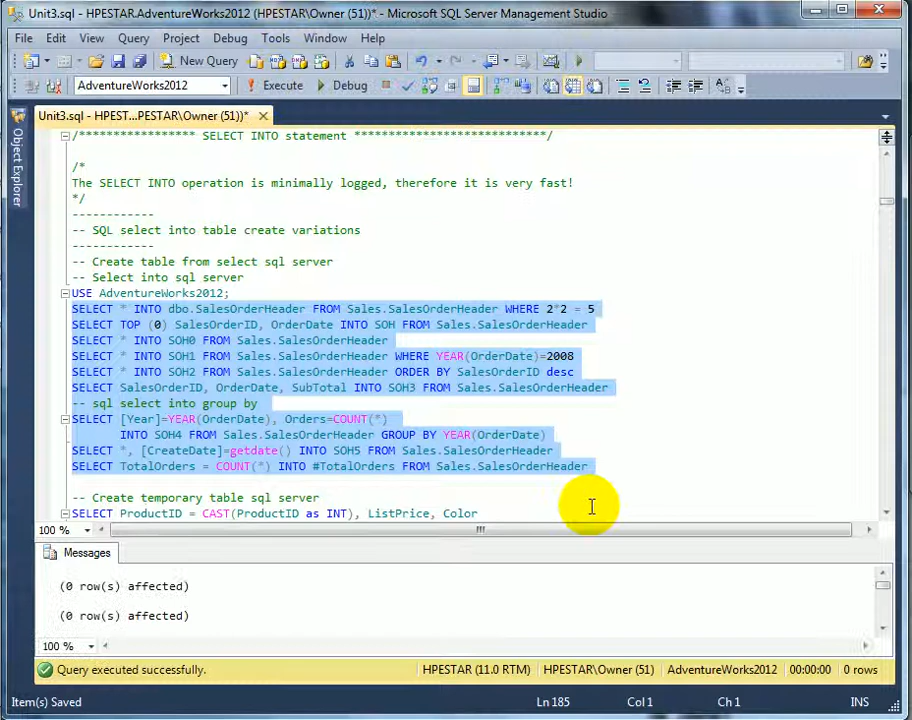 Unit3.sql - HPESTAR.AdventureWorks2012 (HPESTAR\Owner (51))* - Microsoft SQL Server Management Studio
File Edit View Query Project Debug Tools Window Help
New Query
AdventureWorks2012 Execute Debug
Unit3.sql - HPEST...PESTAR\Owner (51))*
Object Explorer
/***************** SELECT INTO statement ***************************/
/*
The SELECT INTO operation is minimally logged, therefore it is very fast!
*/
------------
-- SQL select into table create variations
------------
-- Create table from select sql server
-- Select into sql server
USE AdventureWorks2012;
SELECT * INTO dbo.SalesOrderHeader FROM Sales.SalesOrderHeader WHERE 2*2 = 5
SELECT TOP (0) SalesOrderID, OrderDate INTO SOH FROM Sales.SalesOrderHeader
SELECT * INTO SOH0 FROM Sales.SalesOrderHeader
SELECT * INTO SOH1 FROM Sales.SalesOrderHeader WHERE YEAR(OrderDate)=2008
SELECT * INTO SOH2 FROM Sales.SalesOrderHeader ORDER BY SalesOrderID desc
SELECT SalesOrderID, OrderDate, SubTotal INTO SOH3 FROM Sales.SalesOrderHeader
-- sql select into group by
SELECT [Year]=YEAR(OrderDate), Orders=COUNT(*)
INTO SOH4 FROM Sales.SalesOrderHeader GROUP BY YEAR(OrderDate)
SELECT *, [CreateDate]=getdate() INTO SOH5 FROM Sales.SalesOrderHeader
SELECT TotalOrders = COUNT(*) INTO #TotalOrders FROM Sales.SalesOrderHeader
-- Create temporary table sql server
SELECT ProductID = CAST(ProductID as INT), ListPrice, Color
100 %
Messages
(0 row(s) affected)
(0 row(s) affected)
100 %
Query executed successfully. HPESTAR (11.0 RTM) HPESTAR\Owner (51) AdventureWorks2012 00:00:00 0 rows
Item(s) Saved Ln 185 Col 1 Ch 1 INS